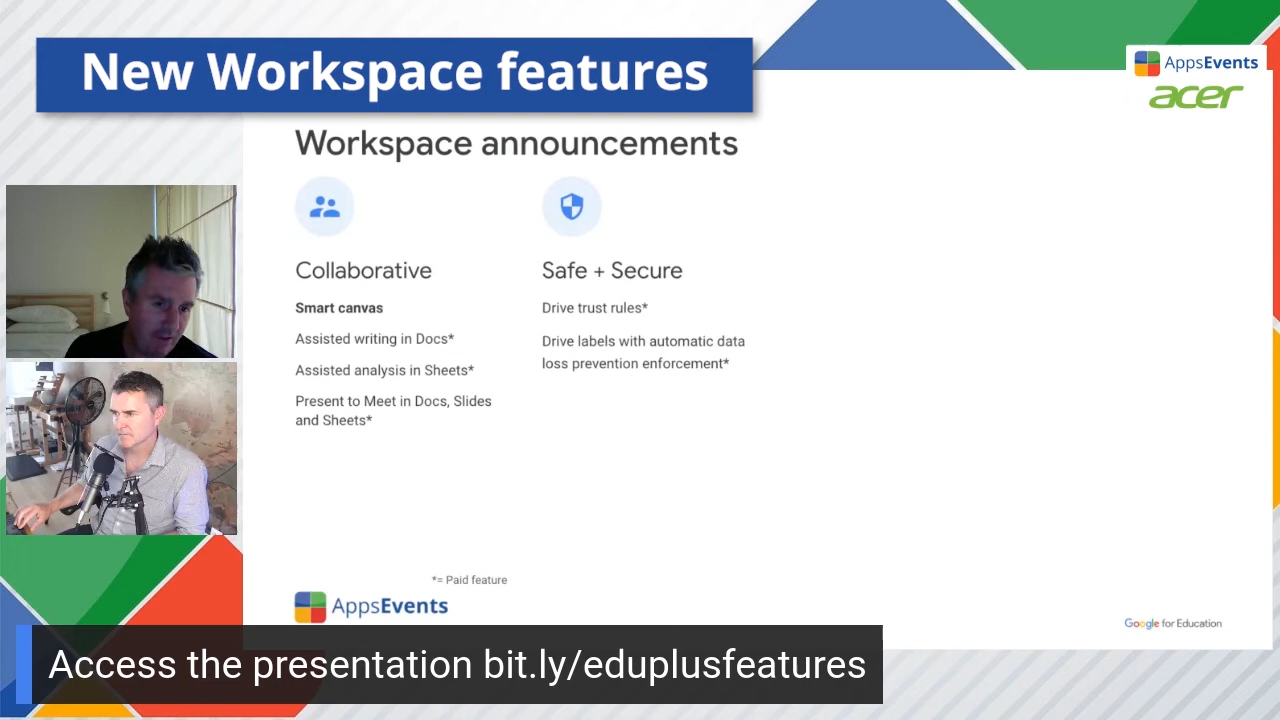 New Workspace features
AppsEvents
acer
Workspace announcements
Collaborative
Smart canvas
Assisted writing in Docs*
Assisted analysis in Sheets*
Present to Meet in Docs, Slides
and Sheets*
Safe + Secure
Drive trust rules*
Drive labels with automatic data
loss prevention enforcement*
*= Paid feature
AppsEvents
Google for Education
Access the presentation bit.ly/eduplusfeatures